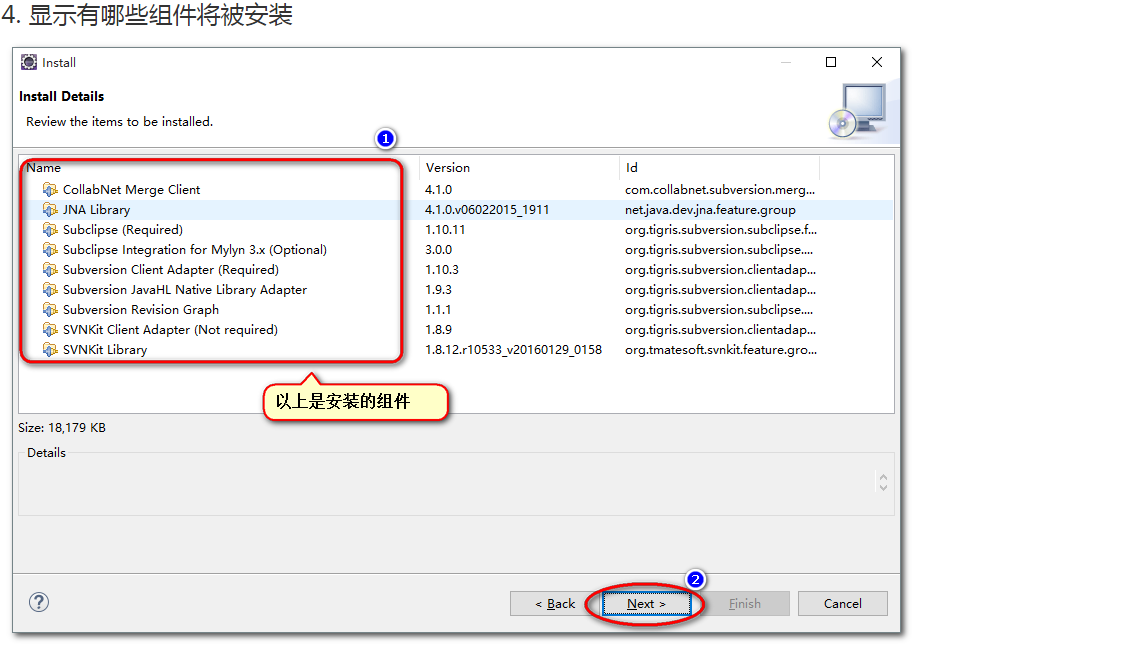 4. 显示有哪些组件将被安装
Install
Install Details
Review the items to be installed.
1
Name Version Id
CollabNet Merge Client 4.1.0 com.collabnet.subversion.merg...
JNA Library 4.1.0.v06022015_1911 net.java.dev.jna.feature.group
Subclipse (Required) 1.10.11 org.tigris.subversion.subclipse.f...
Subclipse Integration for Mylyn 3.x (Optional) 3.0.0 org.tigris.subversion.subclipse....
Subversion Client Adapter (Required) 1.10.3 org.tigris.subversion.clientadap...
Subversion JavaHL Native Library Adapter 1.9.3 org.tigris.subversion.clientadap...
Subversion Revision Graph 1.1.1 org.tigris.subversion.subclipse....
SVNKit Client Adapter (Not required) 1.8.9 org.tigris.subversion.clientadap...
SVNKit Library 1.8.12.r10533_v20160129_0158 org.tmatesoft.svnkit.feature.gro...
以上是安装的组件
Size: 18,179 KB
Details
2
? < Back Next > Finish Cancel